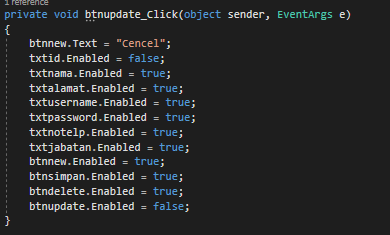 1 reference
private void btnupdate_Click(object sender, EventArgs e)
{
btnnew.Text = "Cencel";
txtid.Enabled = false;
txtnama.Enabled = true;
txtalamat.Enabled = true;
txtusername.Enabled = true;
txtpassword.Enabled = true;
txtnotelp.Enabled = true;
txtjabatan.Enabled = true;
btnnew.Enabled = true;
btnsimpan.Enabled = true;
btndelete.Enabled = true;
btnupdate.Enabled = false;
}